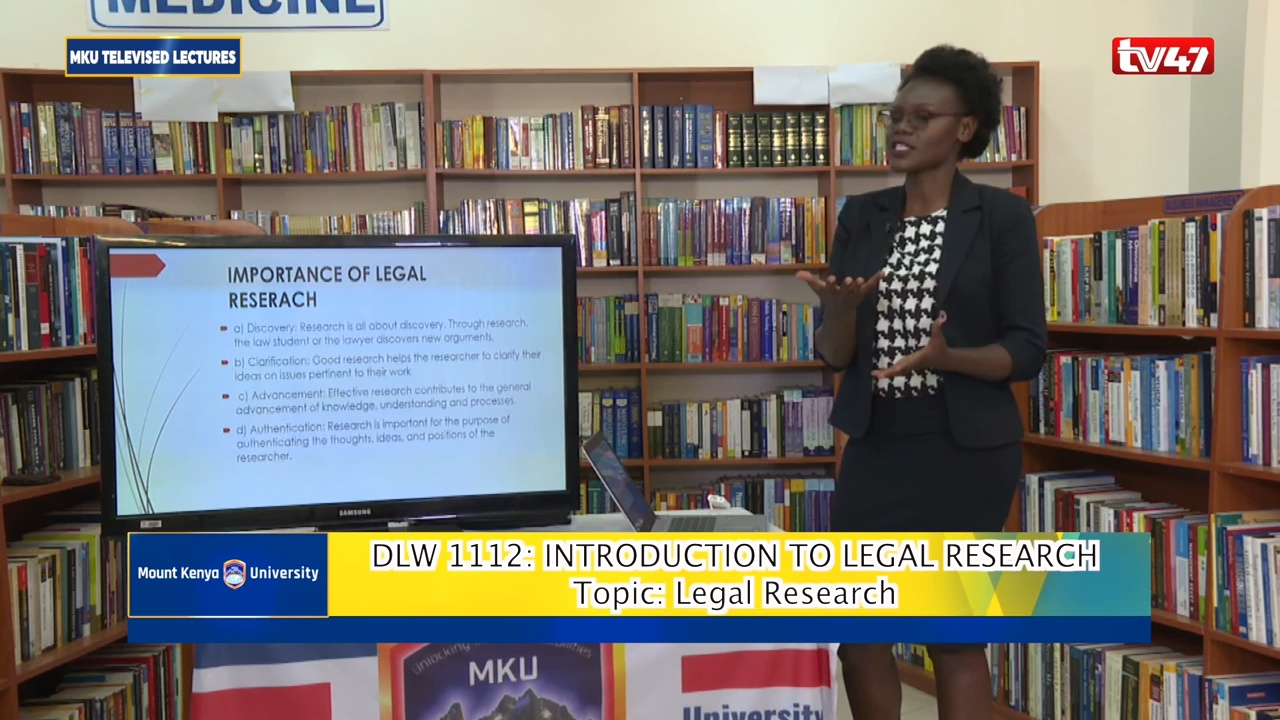 MEDICINE
MKU TELEVISED LECTURES
tv47
BUSINESS MANAGEMENT
IMPORTANCE OF LEGAL
RESERACH
a) Discovery: Research is all about discovery. Through research,
the law student or the lawyer discovers new arguments.
b) Clarification: Good research helps the researcher to clarify their
ideas on issues pertinent to their work
c) Advancement: Effective research contributes to the general
advancement of knowledge, understanding and processes.
d) Authentication: Research is important for the purpose of
authenticating the thoughts, ideas, and positions of the
researcher.
SAMSUNG
Mount Kenya University
DLW 1112: INTRODUCTION TO LEGAL RESEARCH
Topic: Legal Research
Unlocking
MKU
University